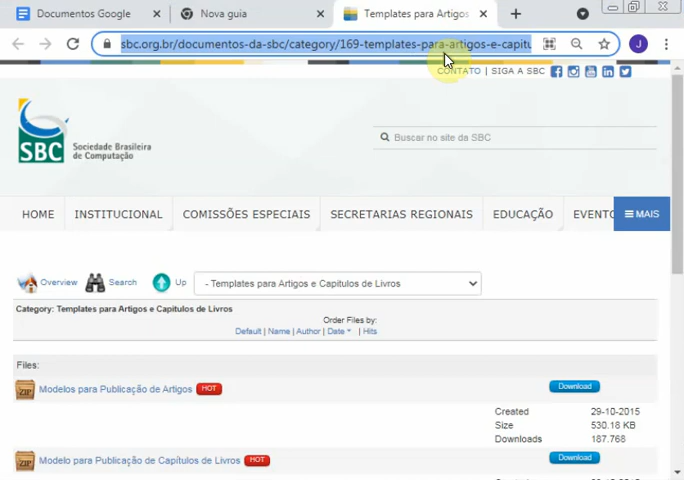 Documentos Google
Nova guia
Templates para Artigos
sbc.org.br/documentos-da-sbc/category/169-templates-para-artigos-e-capitu
J
CONTATO | SIGA A SBC
SBC
Sociedade Brasileira
de Computação
Buscar no site da SBC
HOME
INSTITUCIONAL
COMISSÕES ESPECIAIS
SECRETARIAS REGIONAIS
EDUCAÇÃO
EVENTO
MAIS
Overview
Search
Up
- Templates para Artigos e Capitulos de Livros
Category: Templates para Artigos e Capitulos de Livros
Order Files by:
Default | Name | Author | Date | Hits
Files:
ZIP
Modelos para Publicação de Artigos
HOT
Download
Created 29-10-2015
Size 530.18 KB
Downloads 187.768
ZIP
Modelo para Publicação de Capítulos de Livros
HOT
Download